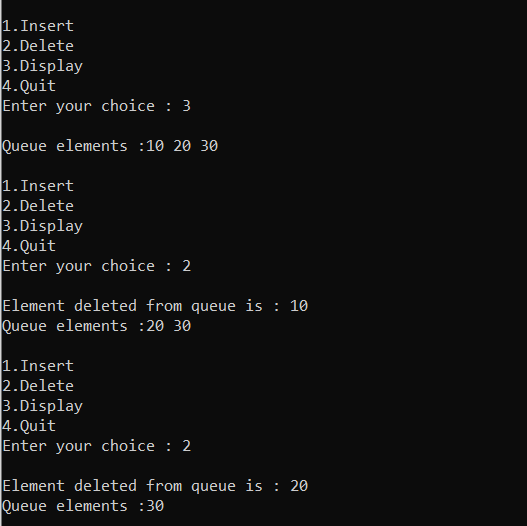 1.Insert
2.Delete
3.Display
4.Quit
Enter your choice : 3
Queue elements :10 20 30
1.Insert
2.Delete
3.Display
4.Quit
Enter your choice : 2
Element deleted from queue is : 10
Queue elements :20 30
1.Insert
2.Delete
3.Display
4.Quit
Enter your choice : 2
Element deleted from queue is : 20
Queue elements :30